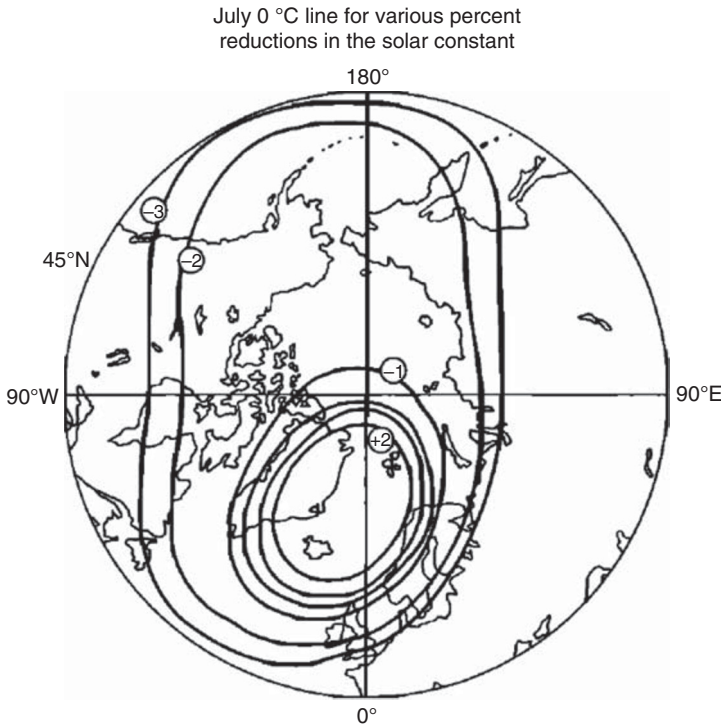 July 0 °C line for various percent
reductions in the solar constant
180°
–3
45°N
–2
–1
90°W
90°E
+2
0°